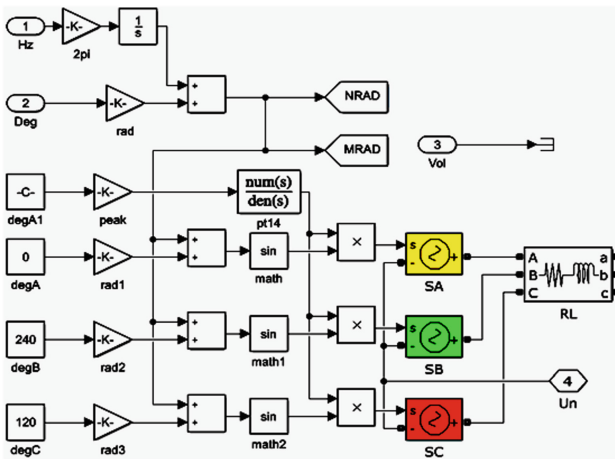 1
-K-
1
s
Hz
2pi
2
-K-
+
+
NRAD
Deg
rad
MRAD
3
Vol
-C-
-K-
num(s)
den(s)
degA1
peak
pt14
0
-K-
+
+
sin
×
s
-
+
A
B
C
a
b
c
degA
rad1
math
SA
RL
240
-K-
+
+
sin
×
s
-
+
degB
rad2
math1
SB
4
Un
120
-K-
+
+
sin
×
s
-
+
degC
rad3
math2
SC